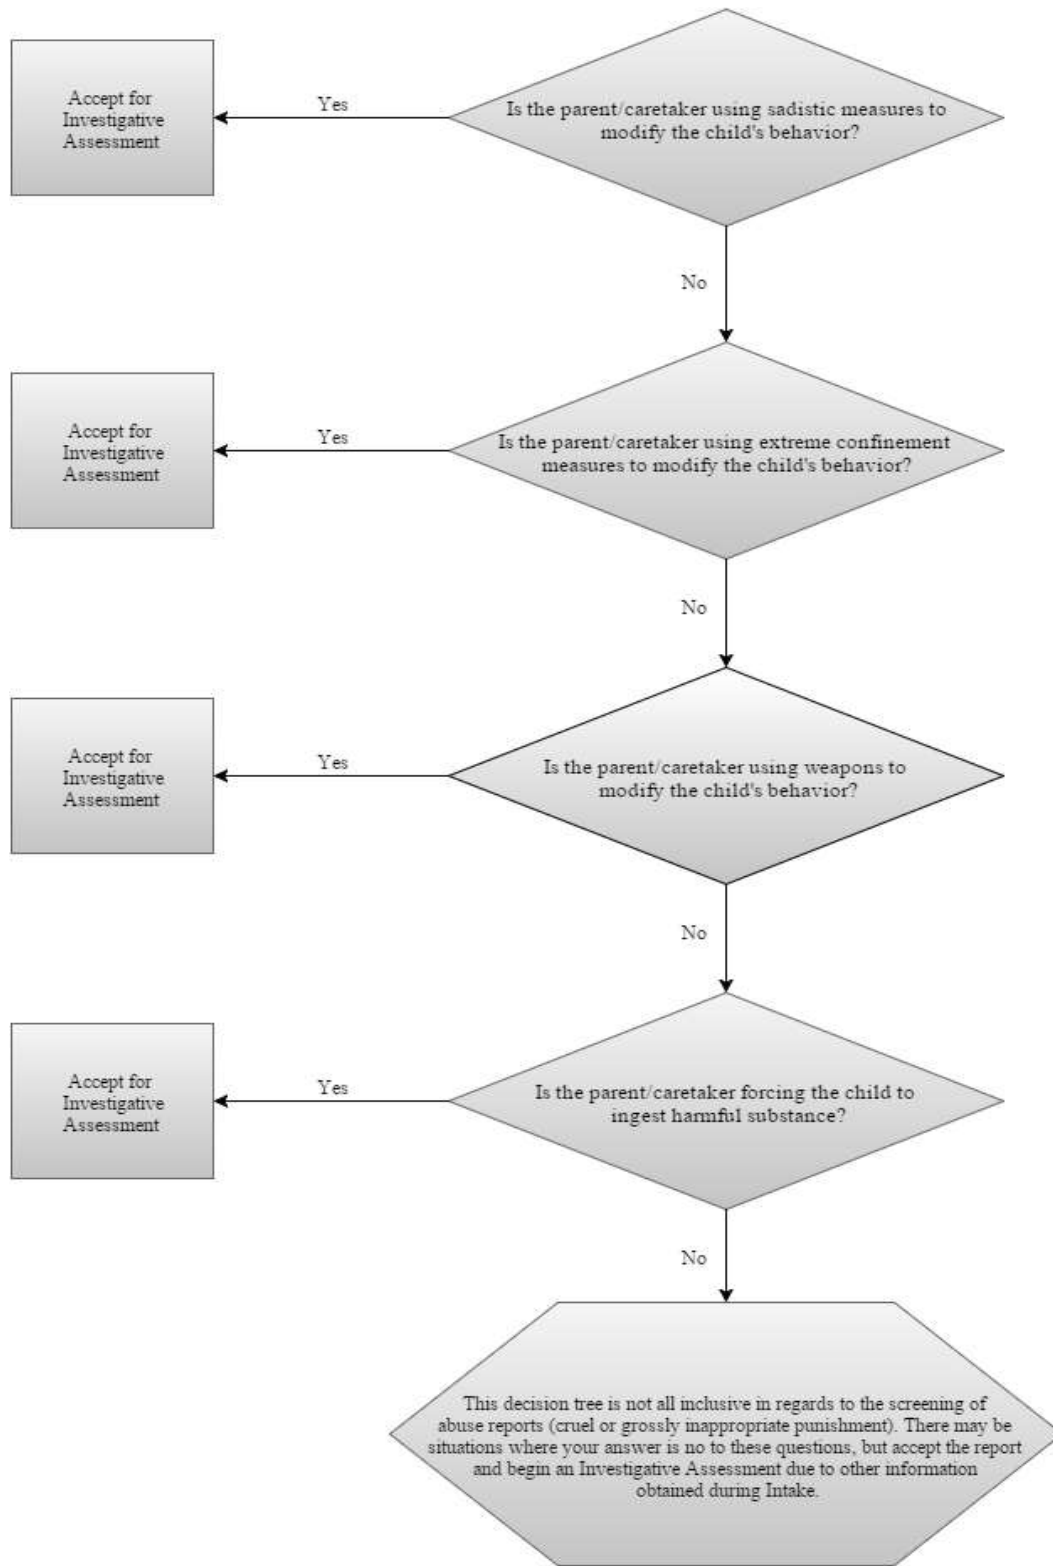 Is the parent/caretaker using sadistic measures to
modify the child's behavior?
Yes
Accept for
Investigative
Assessment
No
Is the parent/caretaker using extreme confinement
measures to modify the child's behavior?
Yes
Accept for
Investigative
Assessment
No
Is the parent/caretaker using weapons to
modify the child's behavior?
Yes
Accept for
Investigative
Assessment
No
Is the parent/caretaker forcing the child to
ingest harmful substance?
Yes
Accept for
Investigative
Assessment
No
This decision tree is not all inclusive in regards to the screening of
abuse reports (cruel or grossly inappropriate punishment). There may be
situations where your answer is no to these questions, but accept the report
and begin an Investigative Assessment due to other information
obtained during Intake.